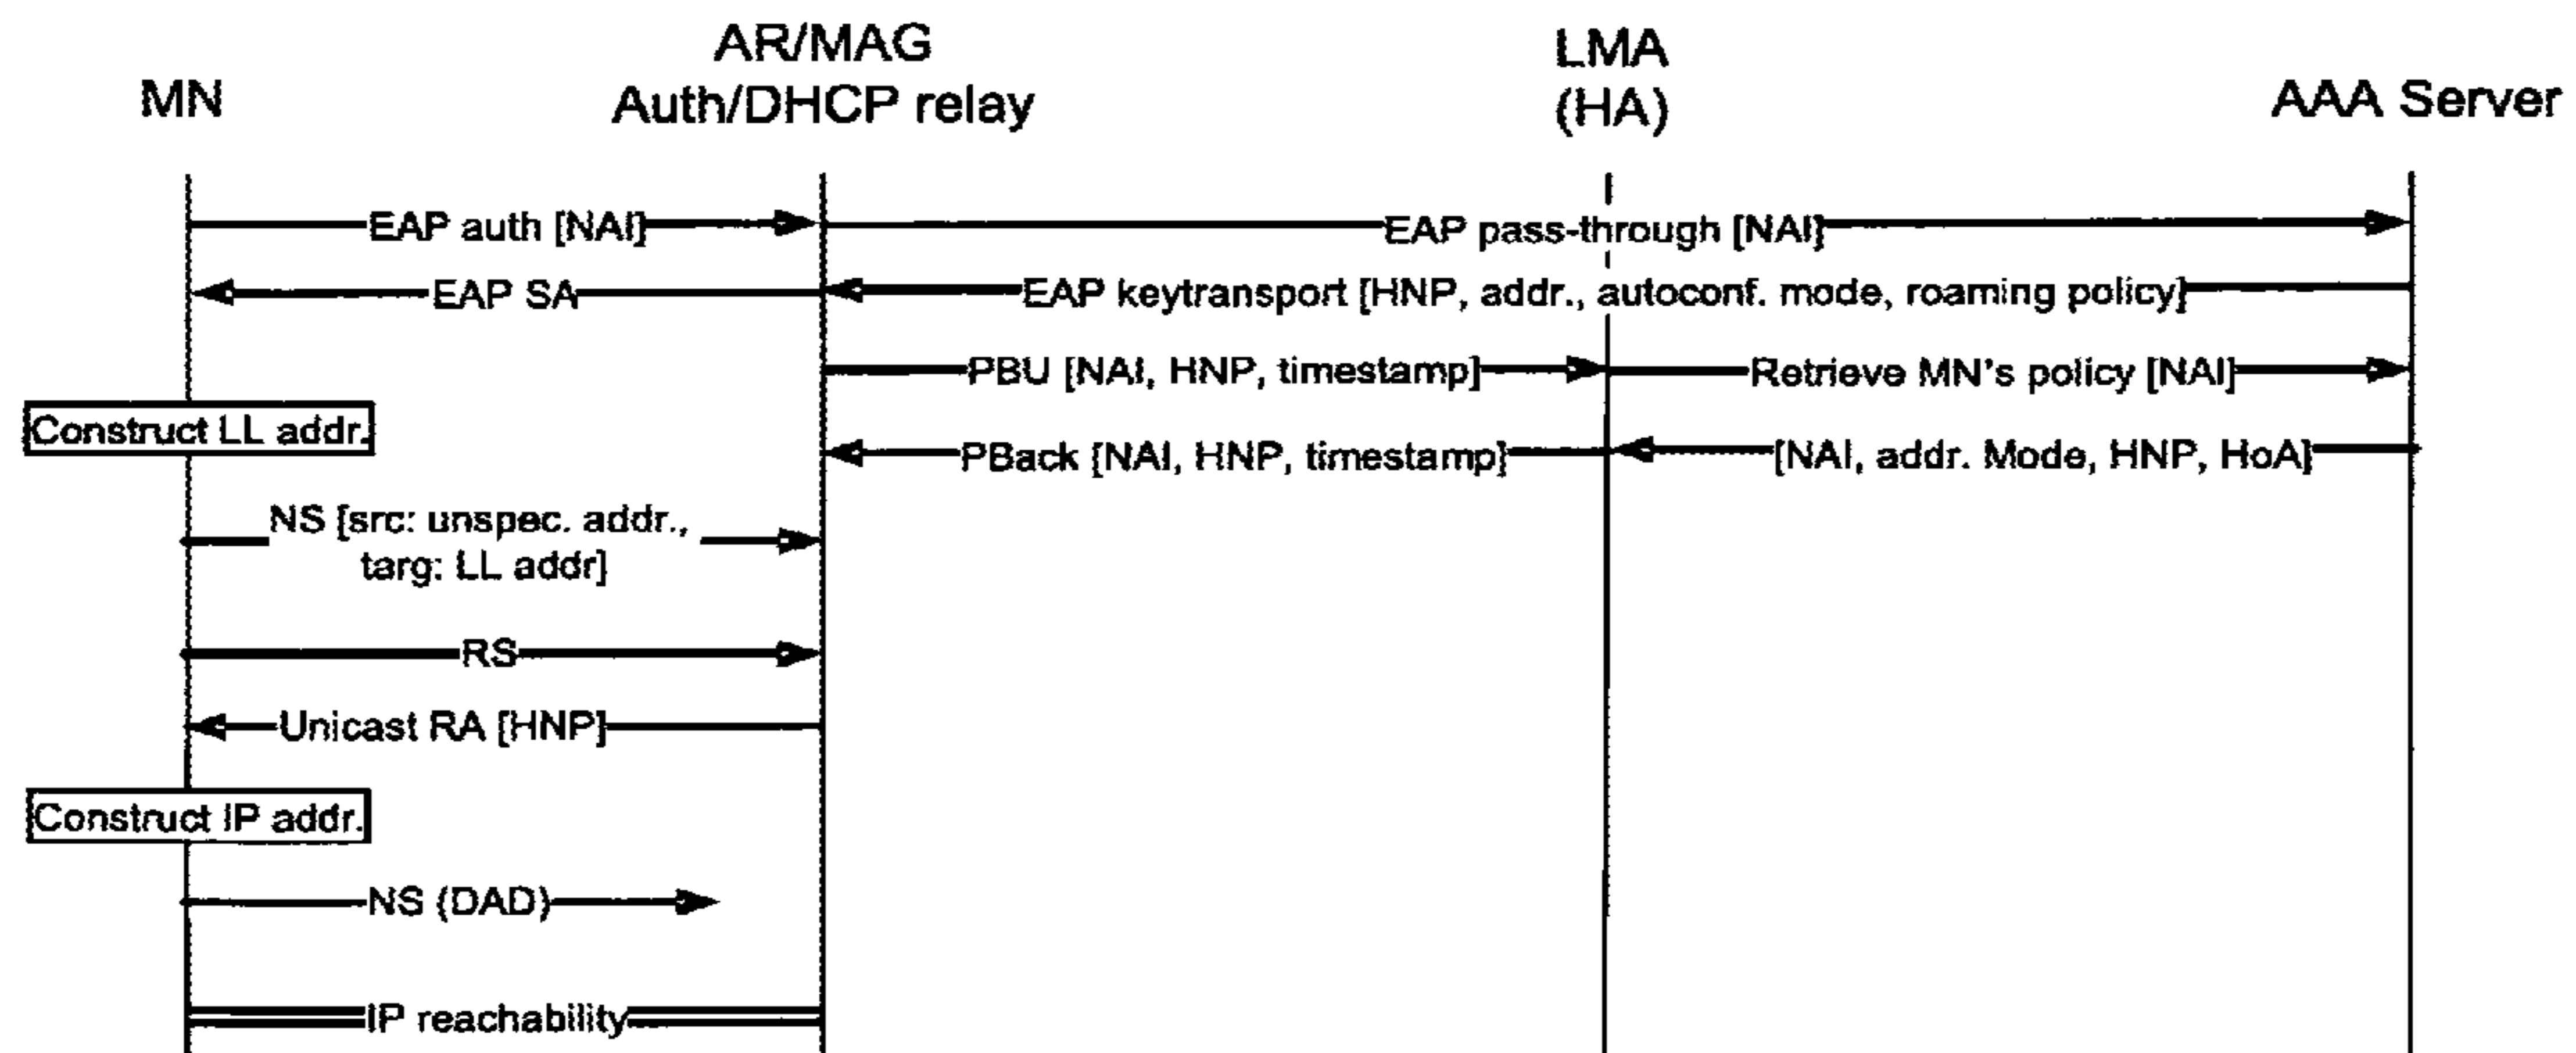 MN
AR/MAG
Auth/DHCP relay
LMA
(HA)
AAA Server
EAP auth [NAI]
EAP pass-through [NAI]
EAP SA
EAP keytransport [HNP, addr., autoconf. mode, roaming policy]
PBU [NAI, HNP, timestamp]
Retrieve MN's policy [NAI]
Construct LL addr.
PBack [NAI, HNP, timestamp]
[NAI, addr. Mode, HNP, HoA]
NS [src: unspec. addr.,
targ: LL addr]
RS
Unicast RA [HNP]
Construct IP addr.
NS (DAD)
IP reachability